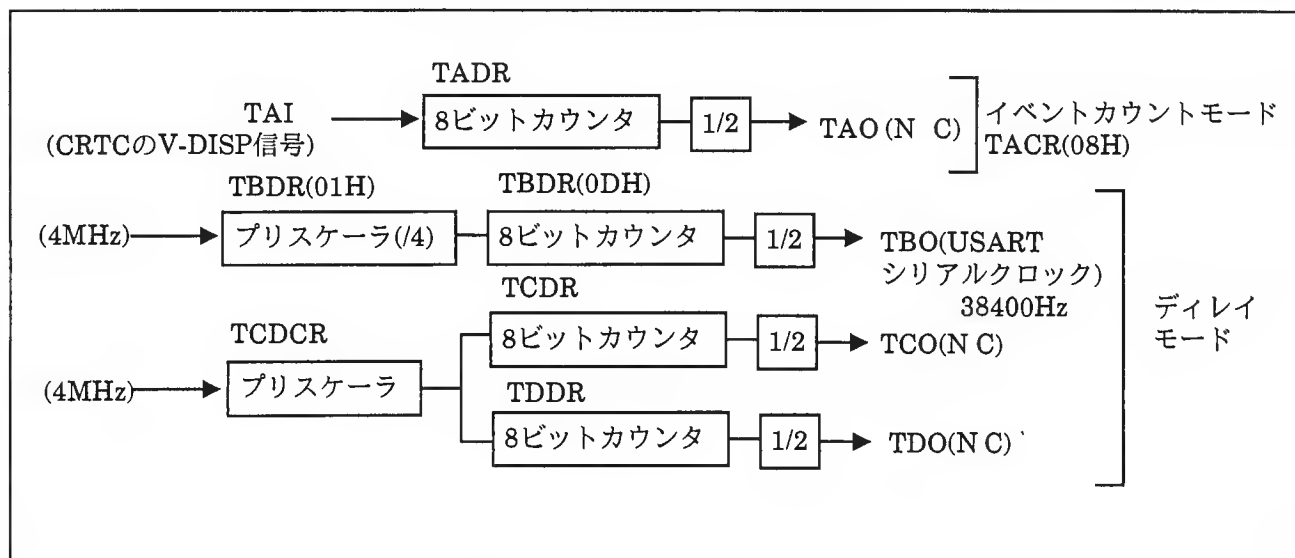 TADR
TAI
(CRTCのV-DISP信号)
8ビットカウンタ
1/2
TAO(N C)
イベントカウントモード
TACR(08H)
TBDR(01H)
TBDR(0DH)
(4MHz)
プリスケーラ(/4)
8ビットカウンタ
1/2
TBO(USART
シリアルクロック)
38400Hz
TCDR
8ビットカウンタ
1/2
TCO(N C)
TCDCR
(4MHz)
プリスケーラ
TDDR
8ビットカウンタ
1/2
TDO(N C)
ディレイ
モード